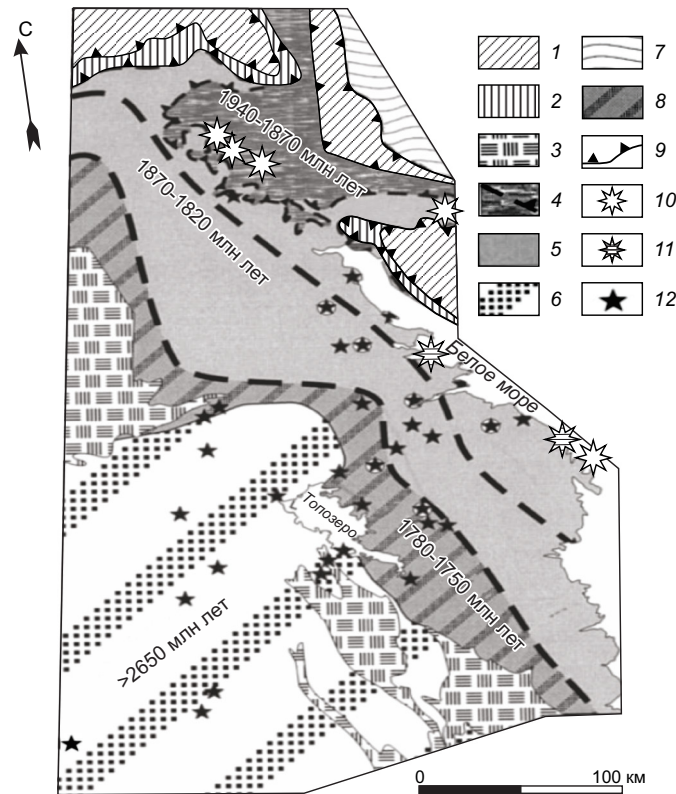 С
1940-1870 млн лет
1870-1820 млн лет
Белое море
Топозеро
1780-1750 млн лет
>2650 млн лет
1
7
2
8
3
9
4
10
5
11
6
12
0
100 км